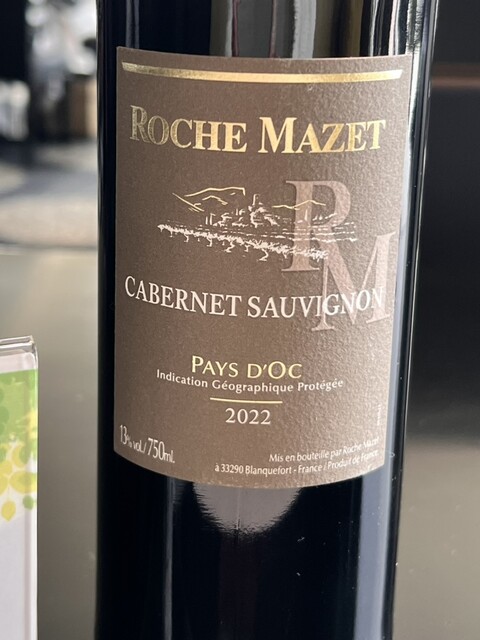 ROCHE MAZET
RM
CABERNET SAUVIGNON
PAYS D'OC
Indication Géographique Protégée
2022
13% vol./750ml.
Mis en bouteille par Roche Mazet
à 33290 Blanquefort - France / Produit de France